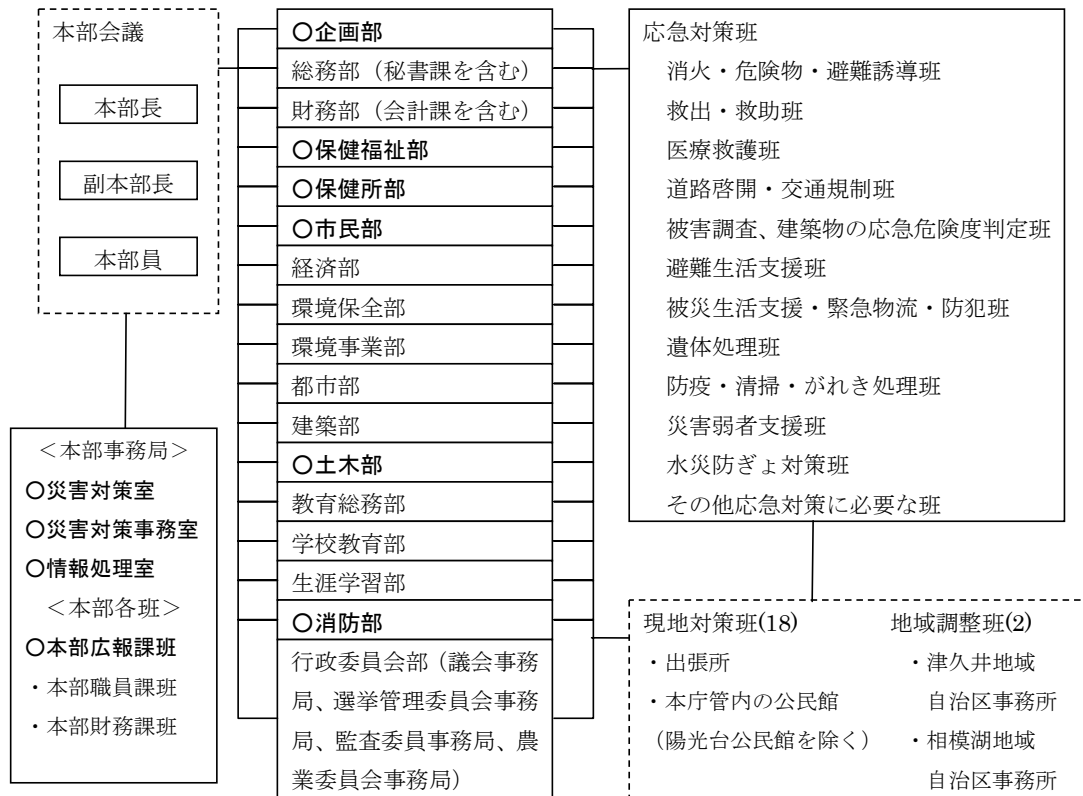 本部会議
本部長
副本部長
本部員
<本部事務局>
○災害対策室
○災害対策事務室
○情報処理室
<本部各班>
○本部広報課班
・本部職員課班
・本部財務課班
○企画部
総務部（秘書課を含む）
財務部（会計課を含む）
○保健福祉部
○保健所部
○市民部
経済部
環境保全部
環境事業部
都市部
建築部
○土木部
教育総務部
学校教育部
生涯学習部
○消防部
行政委員会部（議会事務
局、選挙管理委員会事務
局、監査委員事務局、農
業委員会事務局）
応急対策班
消火・危険物・避難誘導班
救出・救助班
医療救護班
道路啓開・交通規制班
被害調査、建築物の応急危険度判定班
避難生活支援班
被災生活支援・緊急物流・防犯班
遺体処理班
防疫・清掃・がれき処理班
災害弱者支援班
水災防ぎょ対策班
その他応急対策に必要な班
現地対策班(18)
・出張所
・本庁管内の公民館
（陽光台公民館を除く）
地域調整班(2)
・津久井地域
自治区事務所
・相模湖地域
自治区事務所